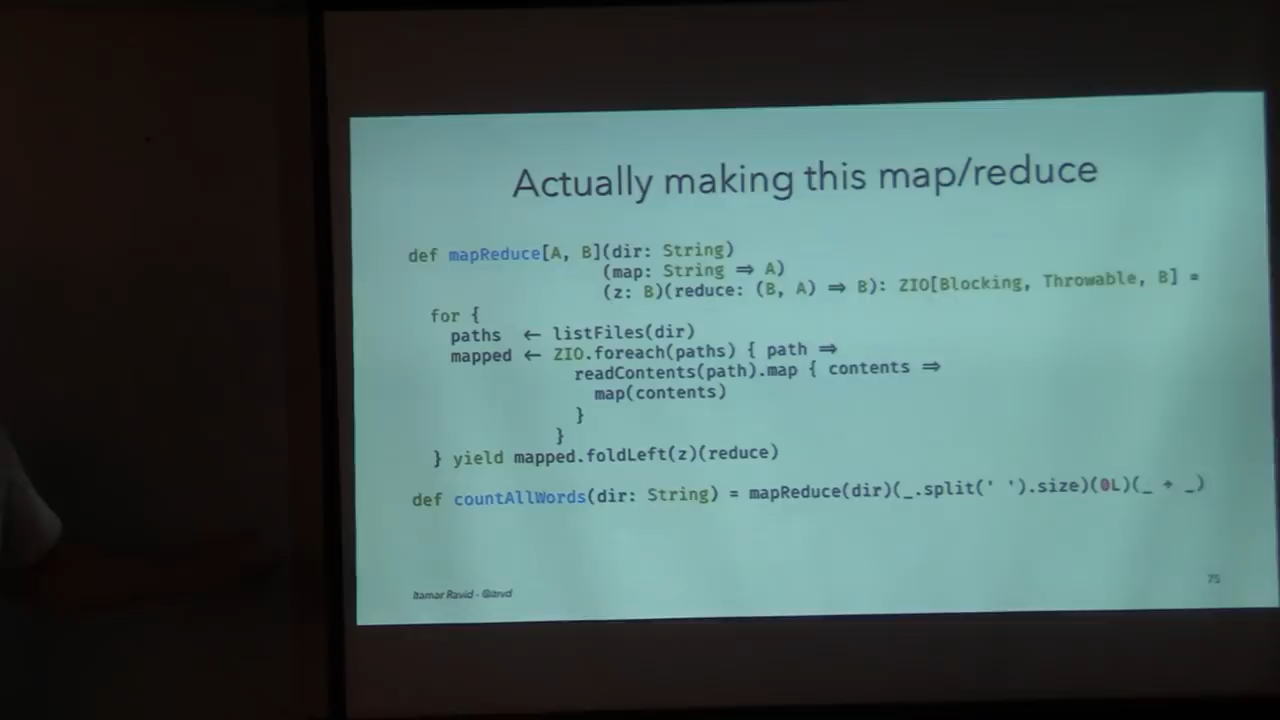 Actually making this map/reduce
def mapReduce[A, B](dir: String)
(map: String ⇒ A)
(z: B)(reduce: (B, A) ⇒ B): ZIO[Blocking, Throwable, B] =
for {
paths ← listFiles(dir)
mapped ← ZIO.foreach(paths) { path ⇒
readContents(path).map { contents ⇒
map(contents)
}
}
} yield mapped.foldLeft(z)(reduce)
def countAllWords(dir: String) = mapReduce(dir)(_.split(' ').size)(0L)(_ + _)
Itamar Ravid - @itrvd
75